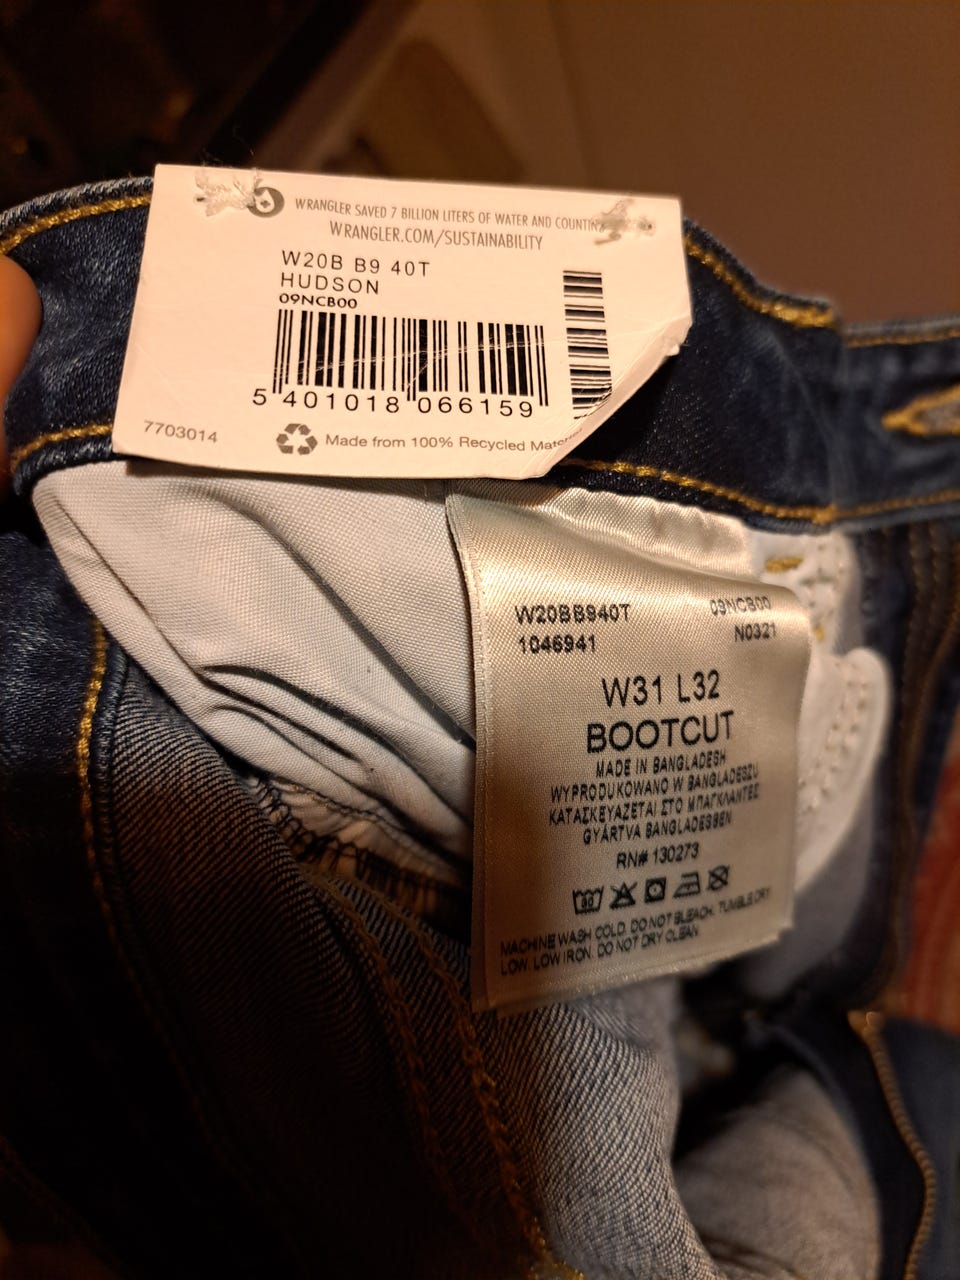 WRANGLER SAVED 7 BILLION LITERS OF WATER AND COUNTING
WRANGLER.COM/SUSTAINABILITY
W20B B9 40T
HUDSON
09NCB00
5 401018 066159
7703014
Made from 100% Recycled Material
W20BB940T 09NCB00
1046941 N0321
W31 L32
BOOTCUT
MADE IN BANGLADESH
WYPRODUKOWANO W BANGLADESZU
ΚΑΤΑΣΚΕΥΑΖΕΤΑΙ ΣΤΟ ΜΠΑΓΚΛΑΝΤΕΣ
GYÁRTVA BANGLADESBEN
RN# 130273
30
MACHINE WASH COLD. DO NOT BLEACH. TUMBLE DRY
LOW. LOW IRON. DO NOT DRY CLEAN